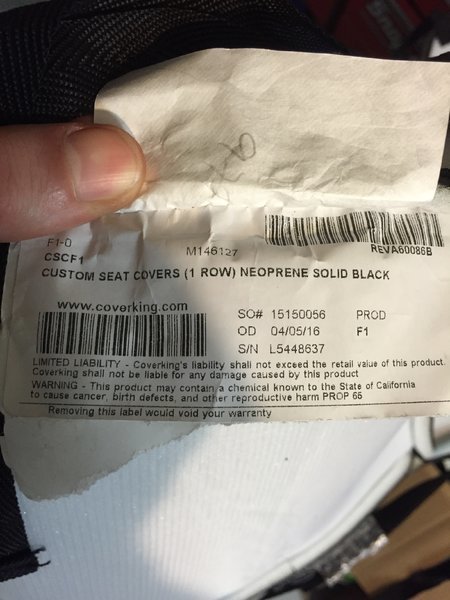 F1-0
M146127
REVA60086B
CSCF1
CUSTOM SEAT COVERS (1 ROW) NEOPRENE SOLID BLACK
www.coverking.com
SO# 15150056 PROD
OD 04/05/16 F1
S/N L5448637
LIMITED LIABILITY - Coverking's liability shall not exceed the retail value of this product.
Coverking shall not be liable for any damage caused by this product
WARNING - This product may contain a chemical known to the State of California
to cause cancer, birth defects, and other reproductive harm PROP 65
Removing this label would void your warranty